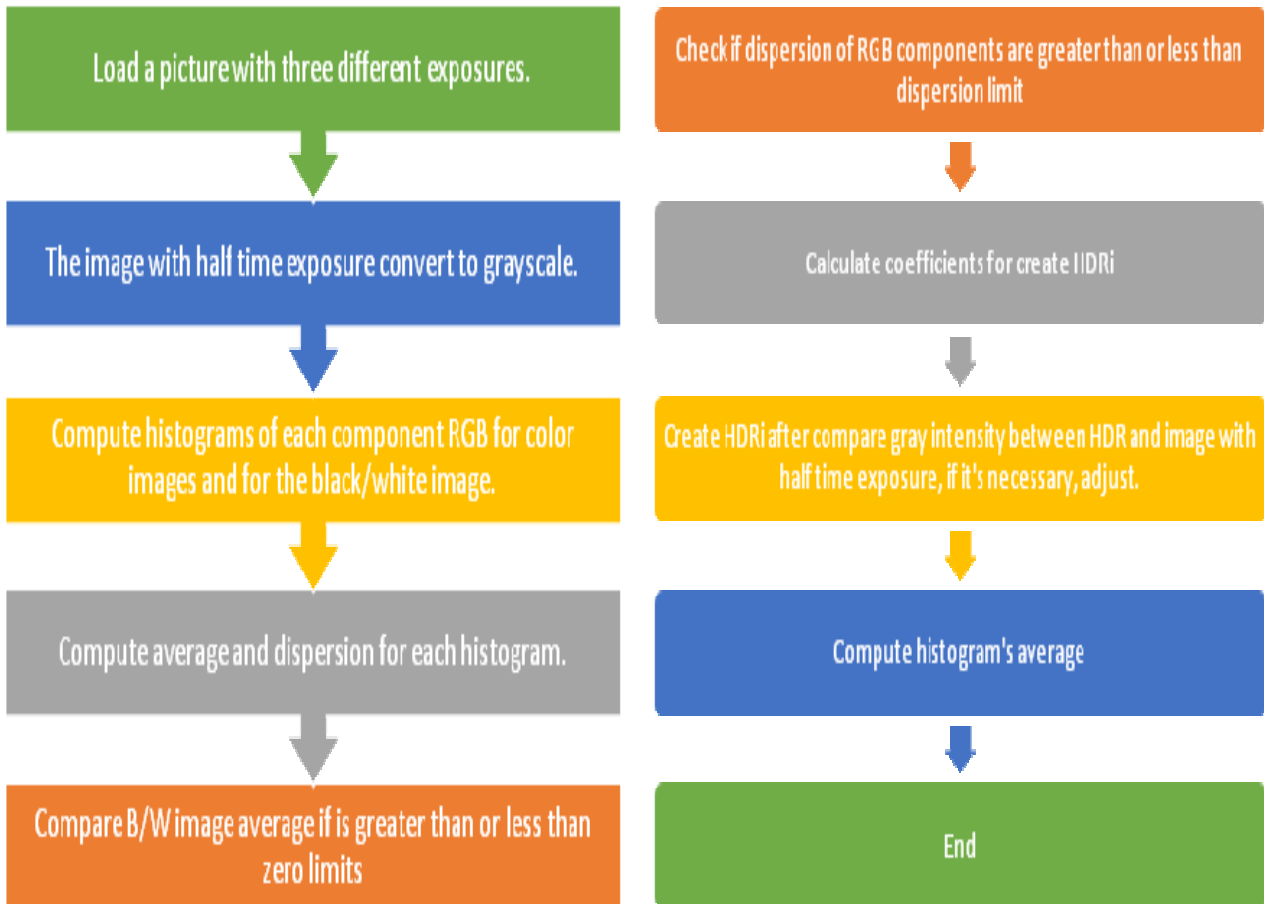 Load a picture with three different exposures.
The image with half time exposure convert to grayscale.
Compute histograms of each component RGB for color
images and for the black/white image.
Compute average and dispersion for each histogram.
Compare B/W image average if is greater than or less than
zero limits
Check if dispersion of RGB components are greater than or less than
dispersion limit
Calculate coefficients for create HDRi
Create HDRi after compare gray intensity between HDR and image with
half time exposure, if it's necessary, adjust.
Compute histogram's average
End